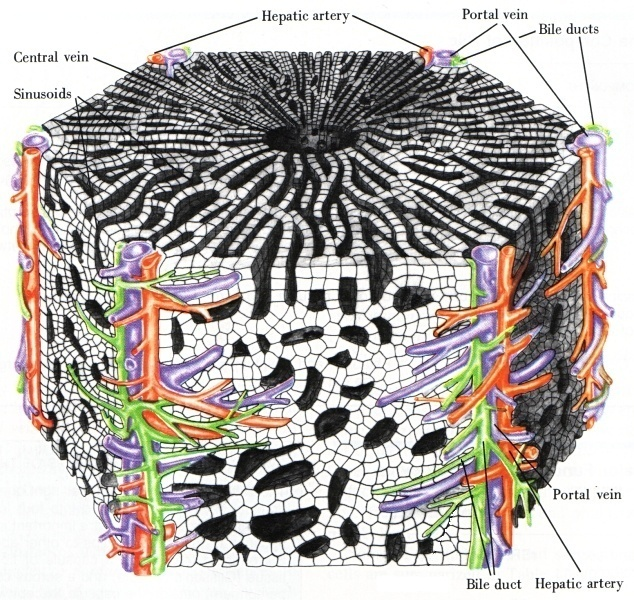 Hepatic artery
Portal vein
Bile ducts
Central vein
Sinusoids
Portal vein
Bile duct
Hepatic artery